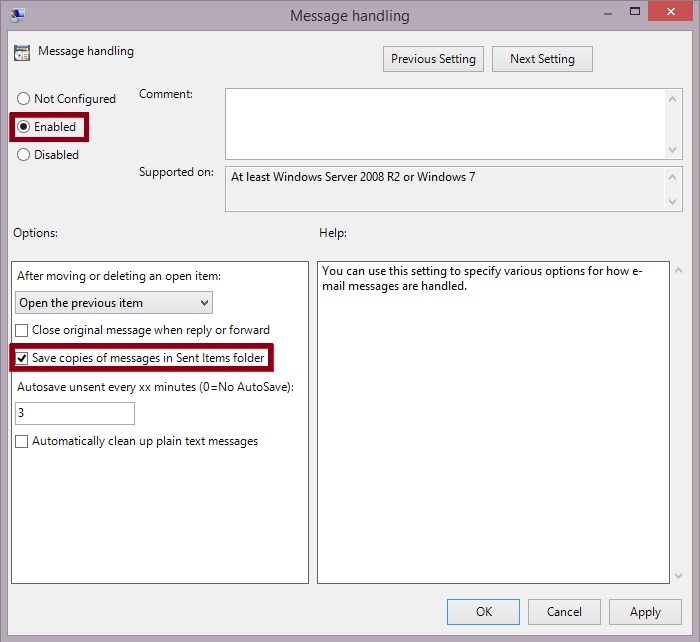 Message handling
Message handling
Previous Setting
Next Setting
Not Configured
Enabled
Disabled
Comment:
Supported on:
At least Windows Server 2008 R2 or Windows 7
Options:
Help:
After moving or deleting an open item:
Open the previous item
Close original message when reply or forward
Save copies of messages in Sent Items folder
Autosave unsent every xx minutes (0=No AutoSave):
3
Automatically clean up plain text messages
You can use this setting to specify various options for how e-
mail messages are handled.
OK
Cancel
Apply